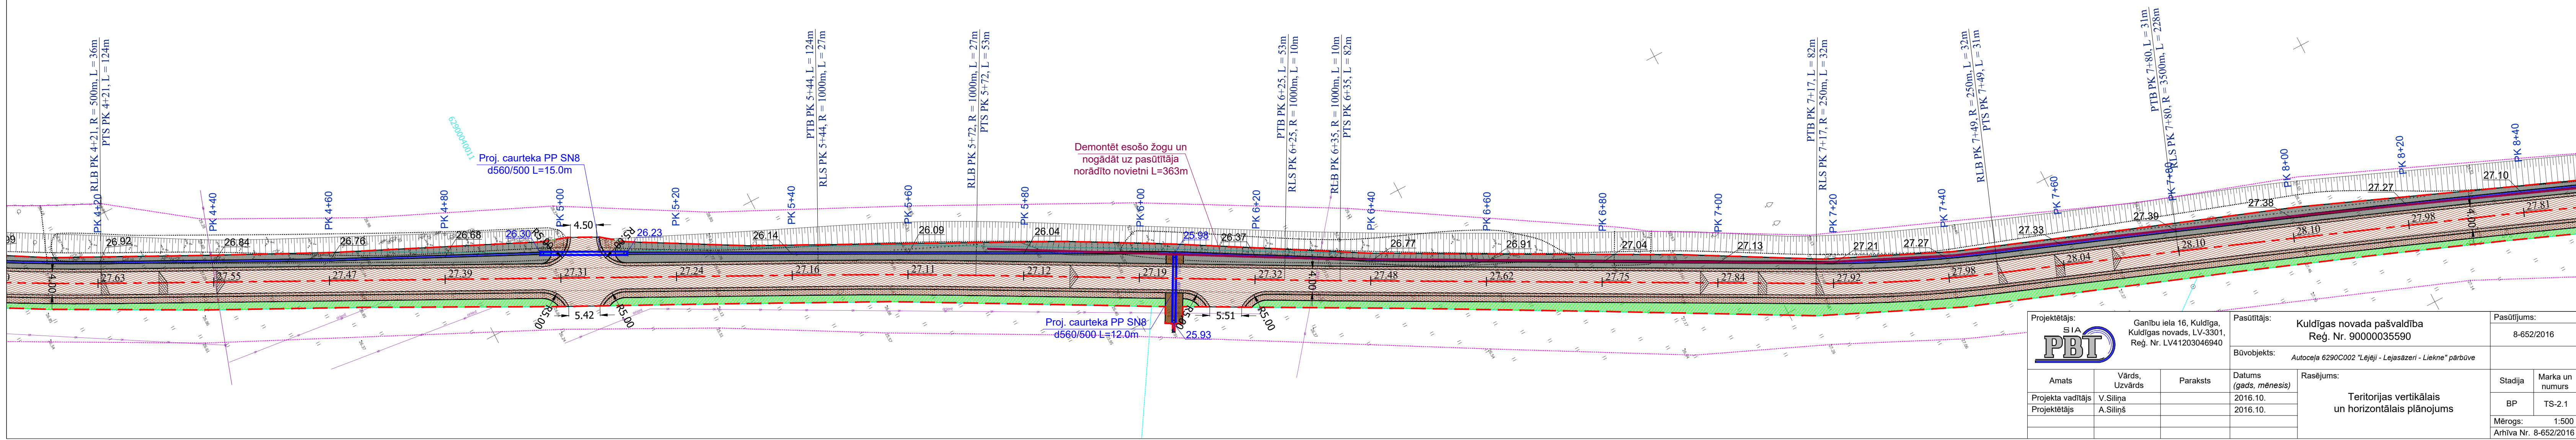 RLB PK 4+21, R = 500m, L = 36m
PTS PK 4+21, L = 124m
PTB PK 5+44, L = 124m
RLS PK 5+44, R = 1000m, L = 27m
RLB PK 5+72, R = 1000m, L = 27m
PTS PK 5+72, L = 53m
PTB PK 6+25, L = 53m
RLS PK 6+25, R = 1000m, L = 10m
RLB PK 6+35, R = 1000m, L = 10m
PTS PK 6+35, L = 82m
PTB PK 7+17, L = 82m
RLS PK 7+17, R = 250m, L = 32m
RLB PK 7+49, R = 250m, L = 32m
PTS PK 7+49, L = 31m
PTB PK 7+80, L = 31m
RLS PK 7+80, R = 3500m, L = 228m
62900040011
Proj. caurteka PP SN8
d560/500 L=15.0m
Demontēt esošo žogu un
nogādāt uz pasūtītāja
norādīto novietni L=363m
PK 4+20
PK 4+40
PK 4+60
PK 4+80
PK 5+00
PK 5+20
PK 5+40
PK 5+60
PK 5+80
PK 6+00
PK 6+20
PK 6+40
PK 6+60
PK 6+80
PK 7+00
PK 7+20
PK 7+40
PK 7+60
PK 7+80
PK 8+00
PK 8+20
PK 8+40
26.92
26.84
26.76
26.68
26.30
4.50
26.23
26.14
26.09
26.04
25.98
26.37
26.77
26.91
27.04
27.13
27.21
27.27
27.33
27.39
27.38
27.27
27.10
27.63
27.55
27.47
27.39
27.31
27.24
27.16
27.11
27.12
27.19
27.32
27.48
27.62
27.75
27.84
27.92
27.98
28.04
28.10
28.10
27.98
27.81
4.00
4.00
4.00
R5.00
5.42
R5.00
5.51
R5.00
Proj. caurteka PP SN8
d560/500 L=12.0m
25.93
Projektētājs:
SIA
PBT
Ganību iela 16, Kuldīga,
Kuldīgas novads, LV-3301,
Reģ. Nr. LV41203046940
Pasūtītājs:
Kuldīgas novada pašvaldība
Reģ. Nr. 90000035590
Pasūtījums:
8-652/2016
Būvobjekts:
Autoceļa 6290C002 "Lējēji - Lejasāzeri - Liekne" pārbūve
Amats
Vārds,
Uzvārds
Paraksts
Datums
(gads, mēnesis)
Rasējums:
Stadija
Marka un
numurs
Projekta vadītājs
V.Siliņa
2016.10.
Projektētājs
A.Siliņš
2016.10.
Teritorijas vertikālais
un horizontālais plānojums
BP
TS-2.1
Mērogs:
1:500
Arhīva Nr. 8-652/2016